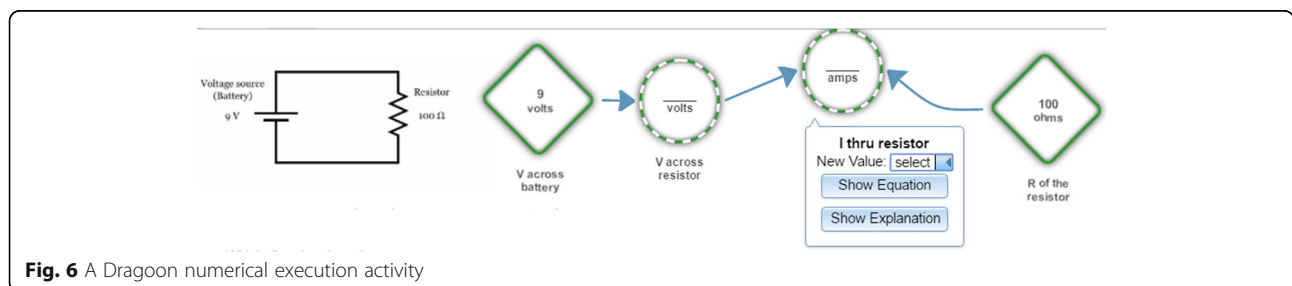 Voltage source
(Battery)
9 V
Resistor
100 Ω
9
volts
V across
battery
volts
V across
resistor
amps
I thru resistor
New Value: select
Show Equation
Show Explanation
100
ohms
R of the
resistor
Fig. 6 A Dragoon numerical execution activity